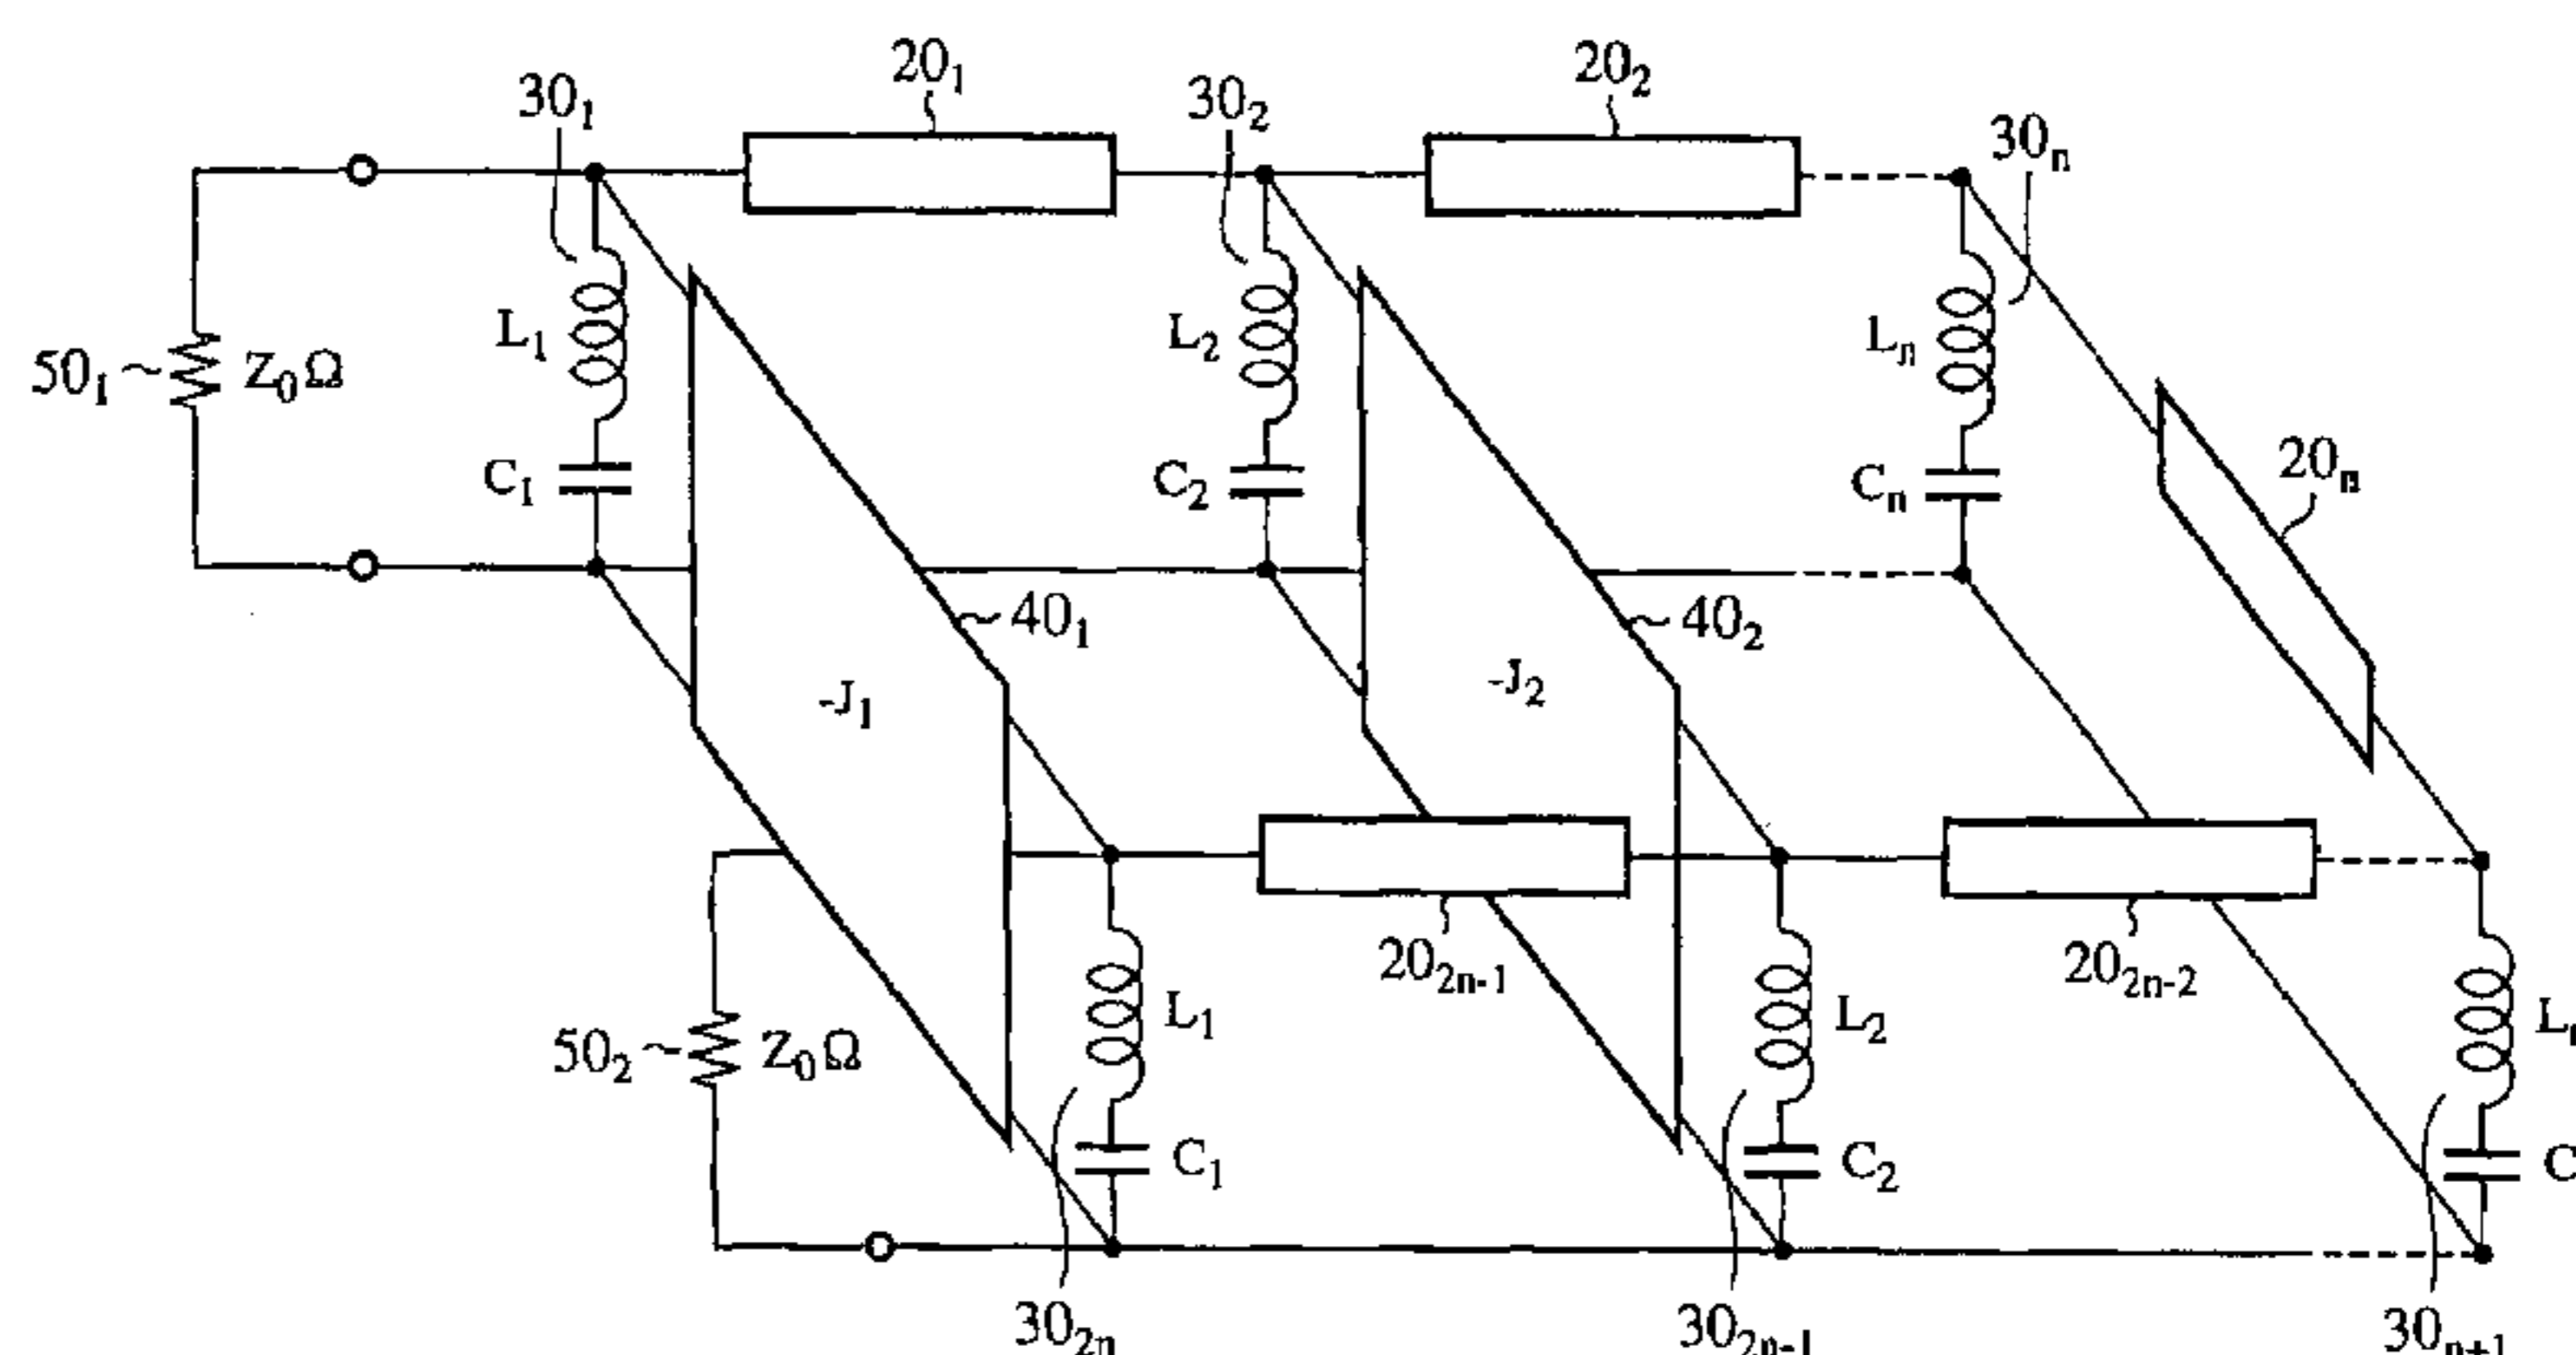 20₁
20₂
30₁
30₂
30ₙ
L₁
L₂
Lₙ
50₁
Z₀Ω
20ₙ
C₁
C₂
Cₙ
40₁
40₂
-J₁
-J₂
20₂ₙ₋₁
20₂ₙ₋₂
L₁
L₂
50₂
Z₀Ω
C₁
C₂
C
30₂ₙ
30₂ₙ₋₁
30ₙ₊₁